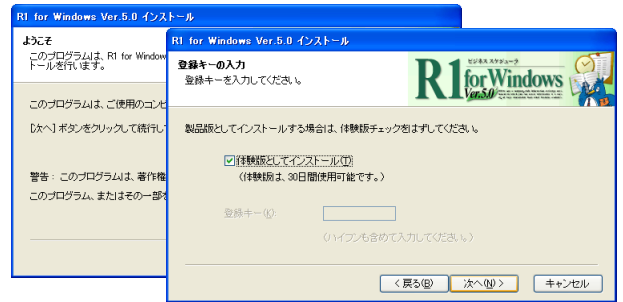 R1 for Windows Ver.5.0 インストール
ようこそ
このプログラムは、R1 for Window
トールを行います。
このプログラムは、ご使用のコンピ
[次へ] ボタンをクリックして続行し
警告: このプログラムは、著作権
このプログラム、またはその一部を
R1 for Windows Ver.5.0 インストール
登録キーの入力
登録キーを入力してください。
ビジネススケジューラ
R1 for Windows
Ver.5.0
製品版としてインストールする場合は、体験版チェックをはずしてください。
体験版としてインストール(T)
(体験版は、30日間使用可能です。)
登録キー(K):
(ハイフンも含めて入力してください。)
< 戻る(B)
次へ(N) >
キャンセル